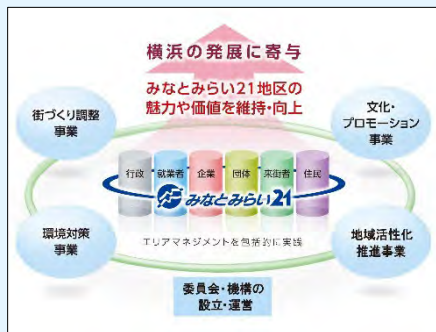 横浜の発展に寄与
みなとみらい21地区の
魅力や価値を維持・向上
街づくり調整
事業
文化・
プロモーション
事業
行政
就業者
企業
団体
来街者
住民
みなとみらい21
エリアマネジメントを包括的に実践
環境対策
事業
地域活性化
推進事業
委員会・機構の
設立・運営